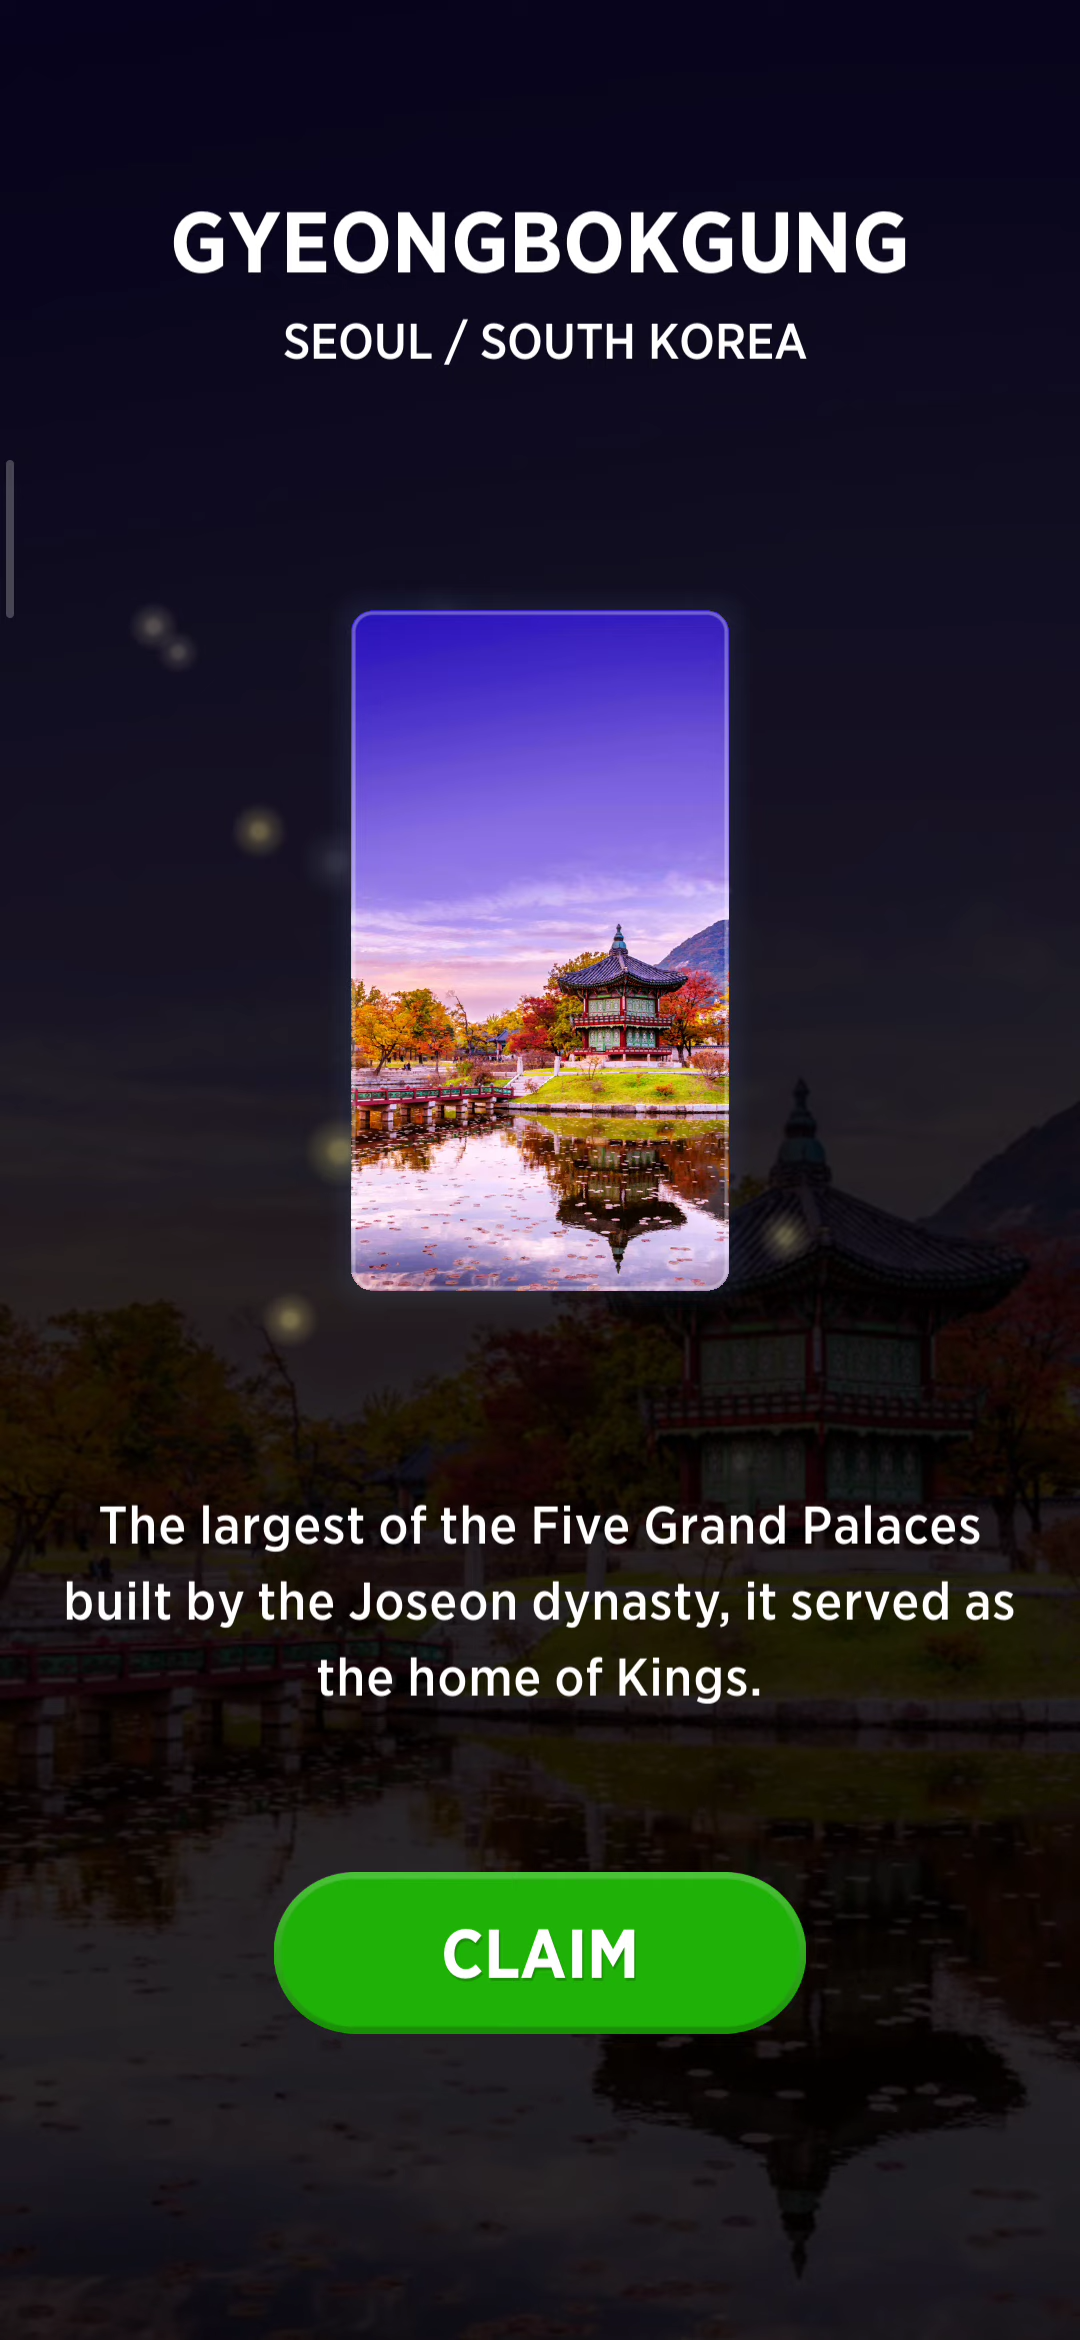 GYEONGBOKGUNG
SEOUL / SOUTH KOREA
The largest of the Five Grand Palaces
built by the Joseon dynasty, it served as
the home of Kings.
CLAIM